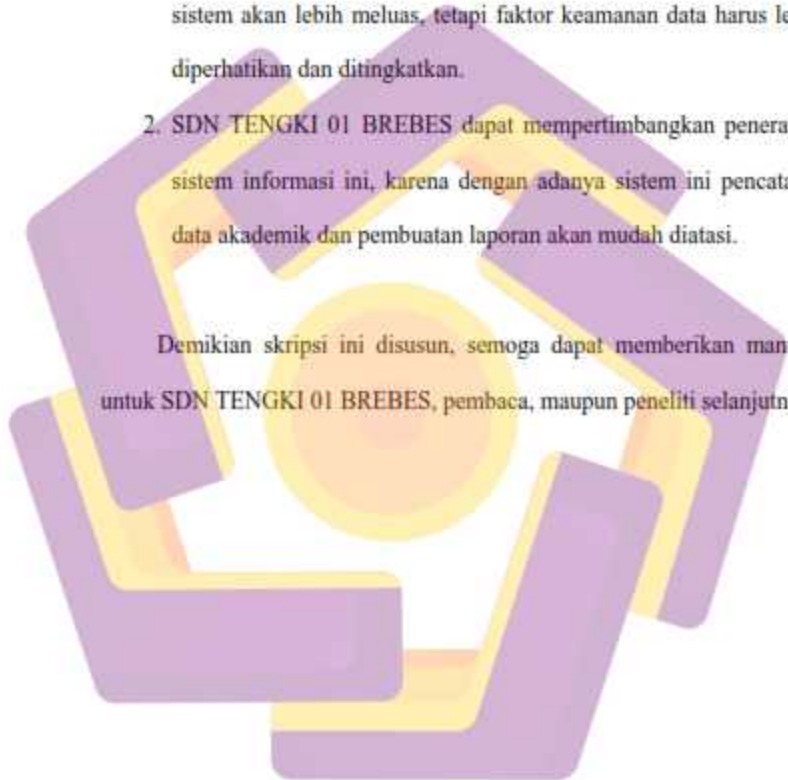 sistem akan lebih meluas, tetapi faktor keamanan data harus le
diperhatikan dan ditingkatkan.
2. SDN TENGKI 01 BREBES dapat mempertimbangkan penera
sistem informasi ini, karena dengan adanya sistem ini pencata
data akademik dan pembuatan laporan akan mudah diatasi.
Demikian skripsi ini disusun, semoga dapat memberikan man
untuk SDN TENGKI 01 BREBES, pembaca, maupun peneliti selanjutn